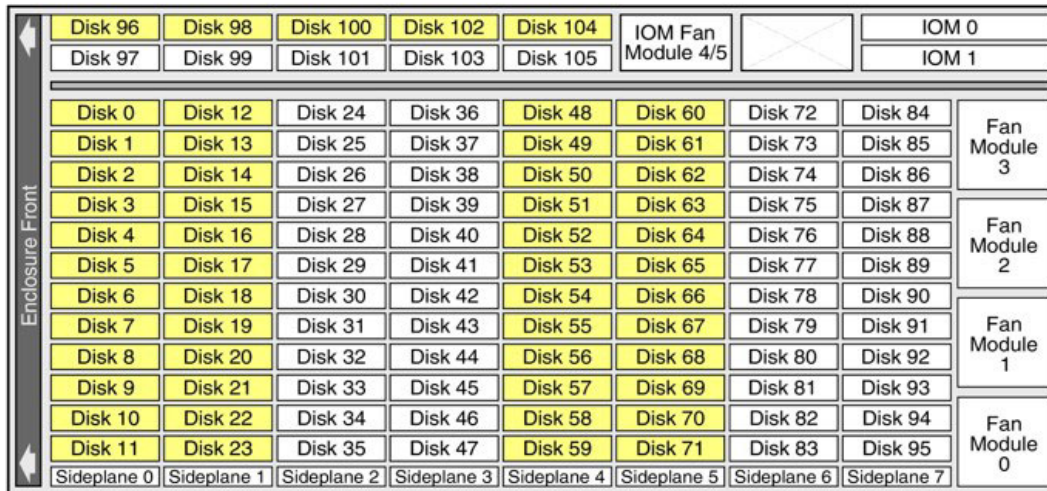 Disk 96 Disk 98 Disk 100 Disk 102 Disk 104 IOM Fan Module 4/5 IOM 0
Disk 97 Disk 99 Disk 101 Disk 103 Disk 105 IOM 1
Enclosure Front
Disk 0 Disk 12 Disk 24 Disk 36 Disk 48 Disk 60 Disk 72 Disk 84
Disk 1 Disk 13 Disk 25 Disk 37 Disk 49 Disk 61 Disk 73 Disk 85
Disk 2 Disk 14 Disk 26 Disk 38 Disk 50 Disk 62 Disk 74 Disk 86
Fan Module 3
Disk 3 Disk 15 Disk 27 Disk 39 Disk 51 Disk 63 Disk 75 Disk 87
Disk 4 Disk 16 Disk 28 Disk 40 Disk 52 Disk 64 Disk 76 Disk 88
Disk 5 Disk 17 Disk 29 Disk 41 Disk 53 Disk 65 Disk 77 Disk 89
Fan Module 2
Disk 6 Disk 18 Disk 30 Disk 42 Disk 54 Disk 66 Disk 78 Disk 90
Disk 7 Disk 19 Disk 31 Disk 43 Disk 55 Disk 67 Disk 79 Disk 91
Disk 8 Disk 20 Disk 32 Disk 44 Disk 56 Disk 68 Disk 80 Disk 92
Fan Module 1
Disk 9 Disk 21 Disk 33 Disk 45 Disk 57 Disk 69 Disk 81 Disk 93
Disk 10 Disk 22 Disk 34 Disk 46 Disk 58 Disk 70 Disk 82 Disk 94
Disk 11 Disk 23 Disk 35 Disk 47 Disk 59 Disk 71 Disk 83 Disk 95
Fan Module 0
Sideplane 0 Sideplane 1 Sideplane 2 Sideplane 3 Sideplane 4 Sideplane 5 Sideplane 6 Sideplane 7